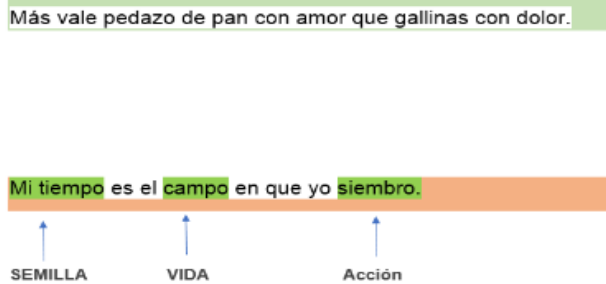 Más vale pedazo de pan con amor que gallinas con dolor.
Mi tiempo es el campo en que yo siembro.
SEMILLA VIDA Acción